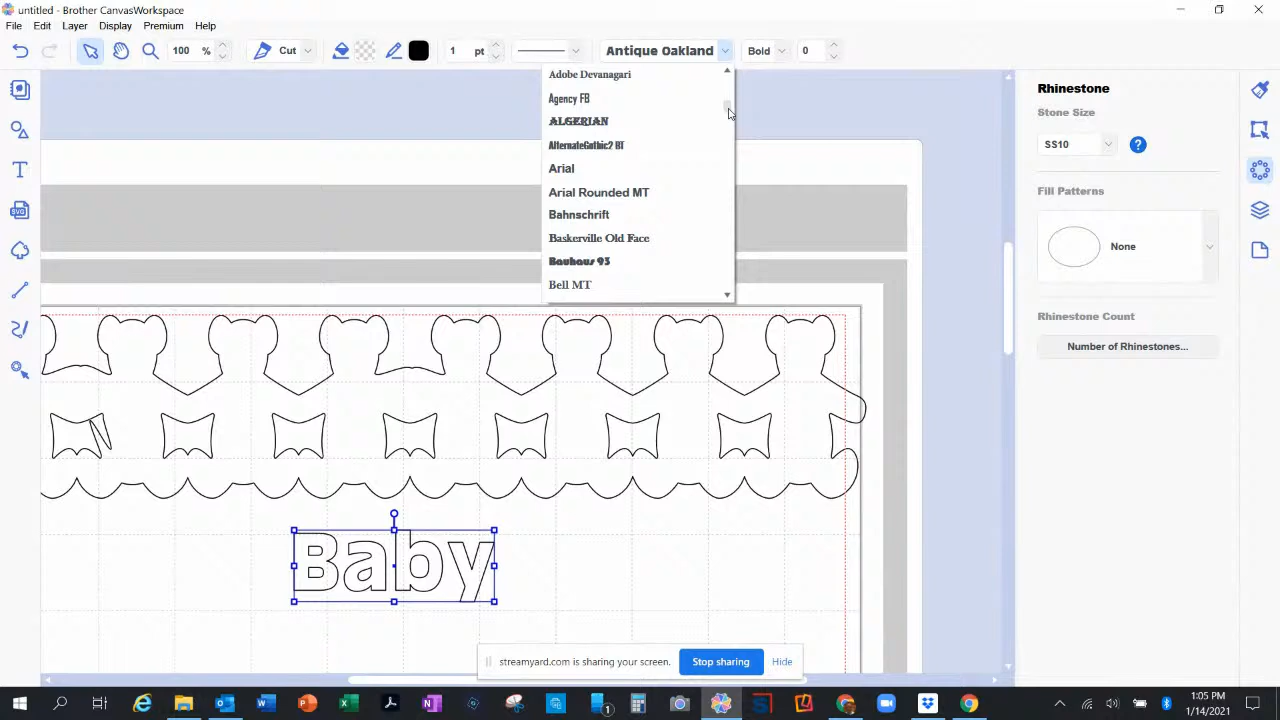 untitled - Brother CanvasWorkspace
File Edit Layer Display Premium Help
100 % Cut 1 pt Antique Oakland Bold 0
Adobe Devanagari
Agency FB
ALGERIAN
AlternateGothic2 BT
Arial
Arial Rounded MT
Bahnschrift
Baskerville Old Face
Bauhaus 93
Bell MT
Rhinestone
Stone Size
SS10 ?
Fill Patterns
None
Rhinestone Count
Number of Rhinestones...
T
SVG
Baby
streamyard.com is sharing your screen. Stop sharing Hide
1:05 PM
1/14/2021